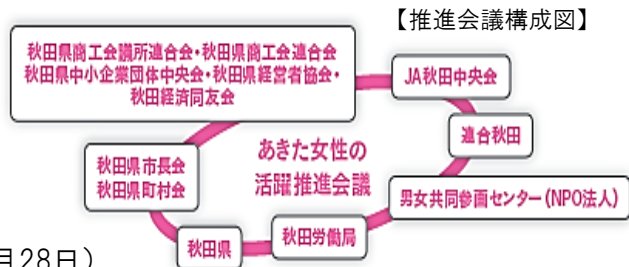 【推進会議構成図】
秋田県商工会議所連合会・秋田県商工会連合会
秋田県中小企業団体中央会・秋田県経営者協会・
秋田経済同友会
JA秋田中央会
連合秋田
男女共同参画センター（NPO法人）
秋田労働局
秋田県
秋田県市長会
秋田県町村会
あきた女性の
活躍推進会議
月28日）